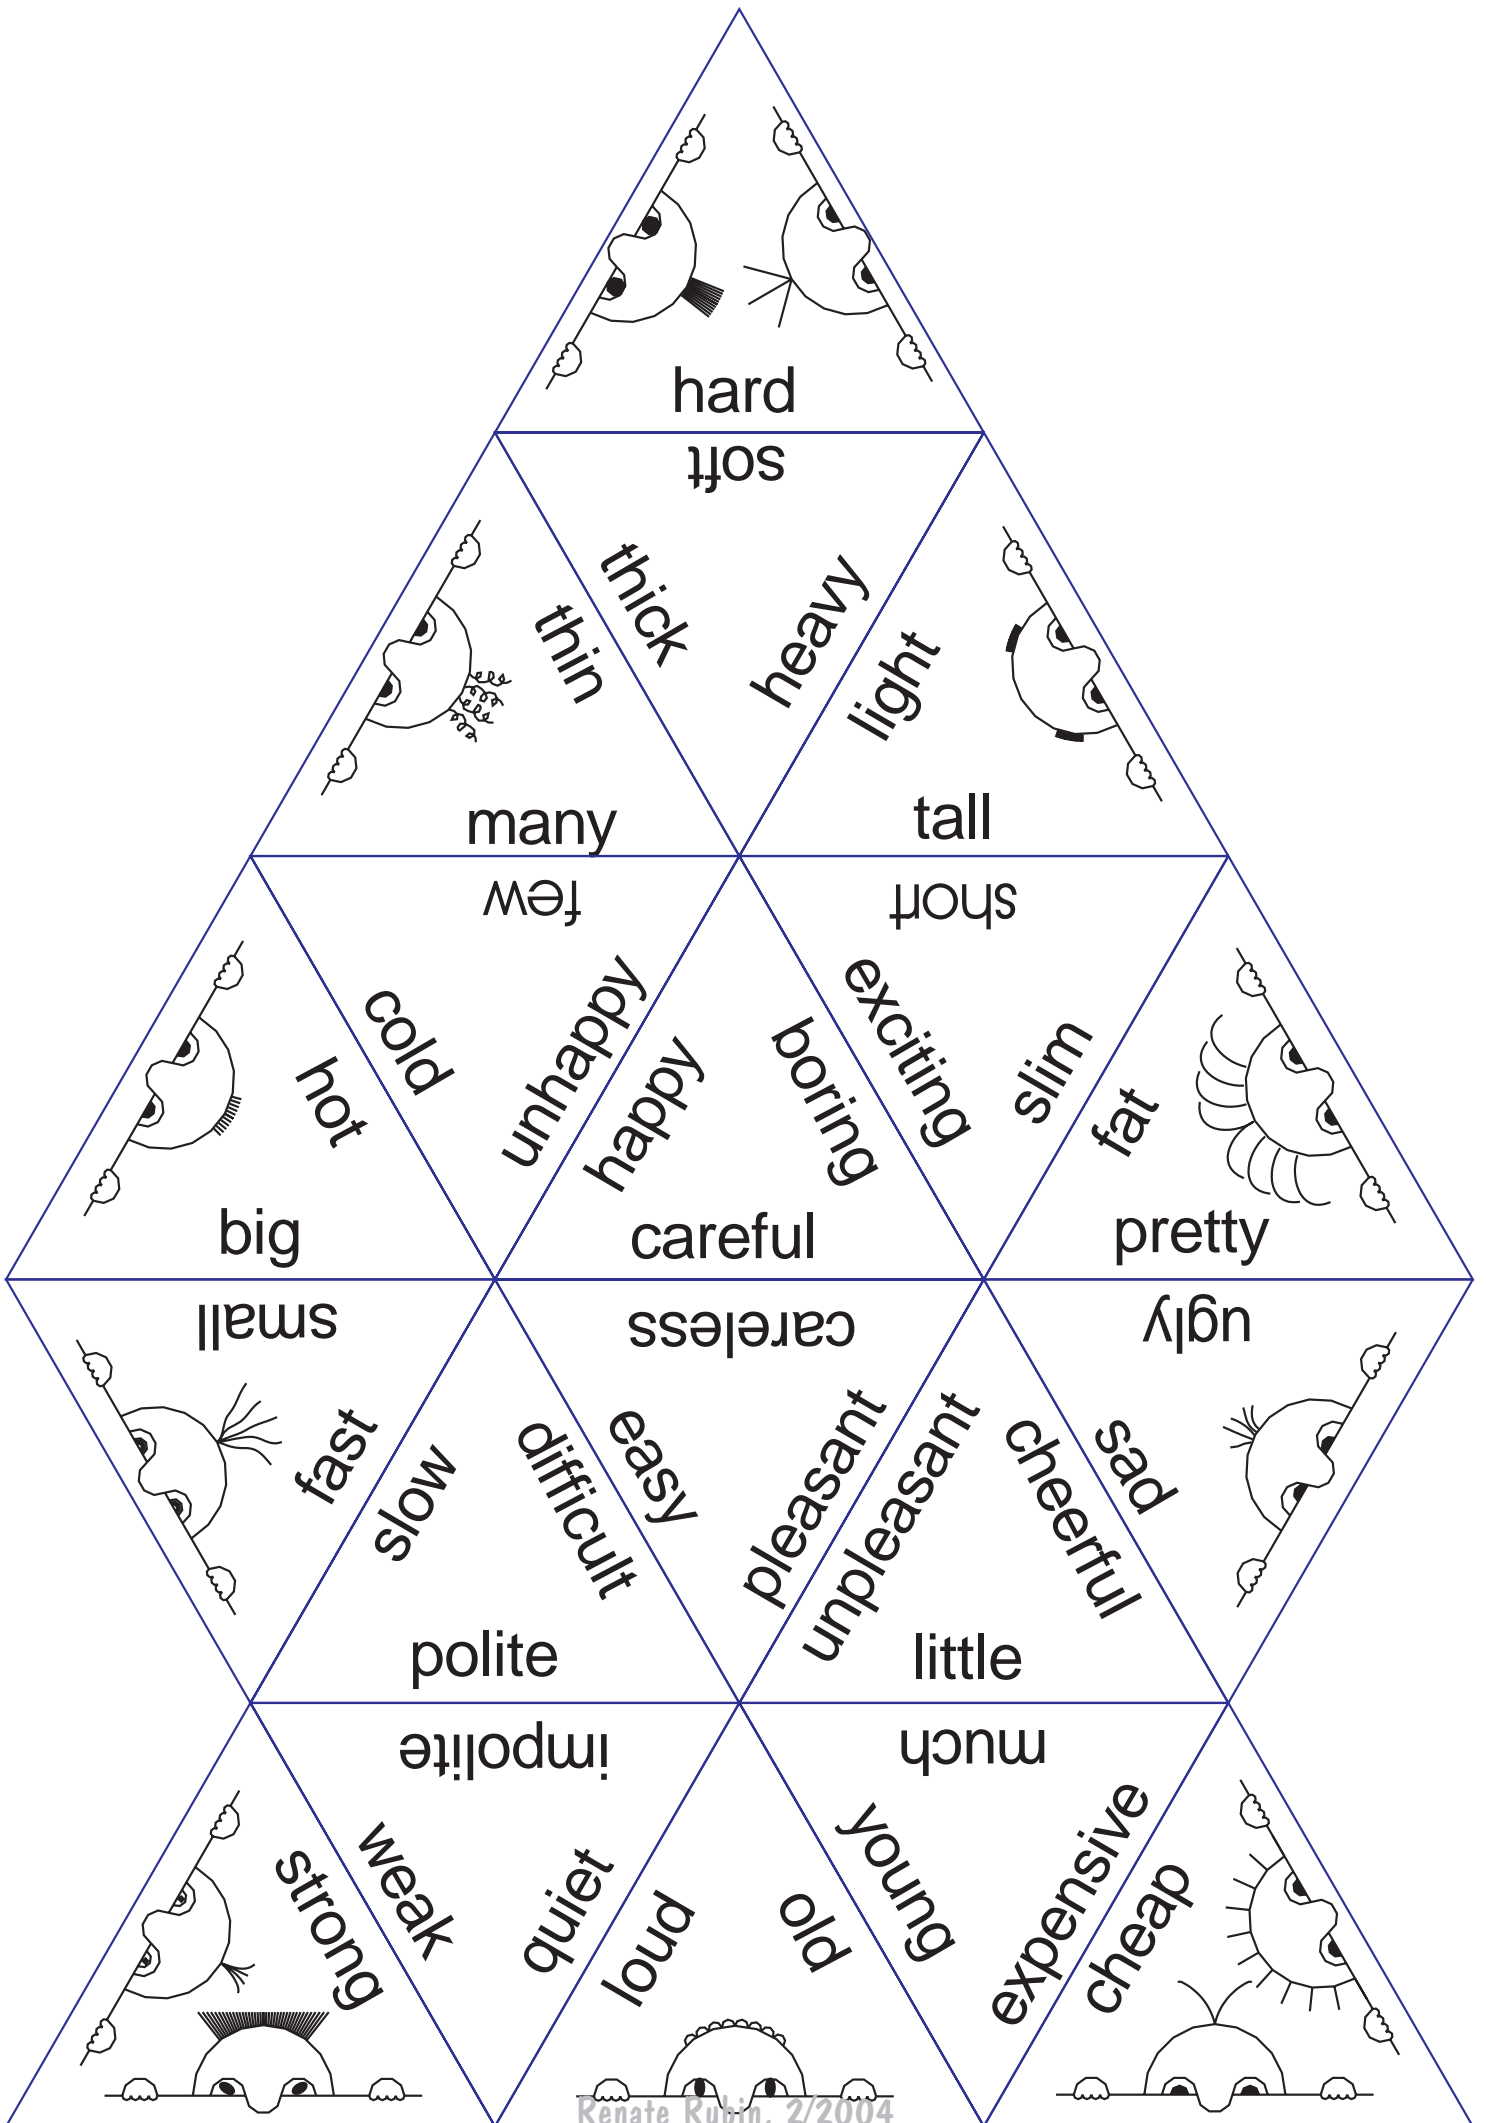 hard
soft
thick
thin
heavy
light
many
tall
few
short
cold
hot
unhappy
happy
boring
exciting
slim
fat
big
careful
pretty
small
careless
ugly
fast
slow
difficult
easy
pleasant
unpleasant
cheerful
sad
polite
little
impolite
much
strong
weak
quiet
loud
old
young
expensive
cheap
Renate Rubin, 2/2004